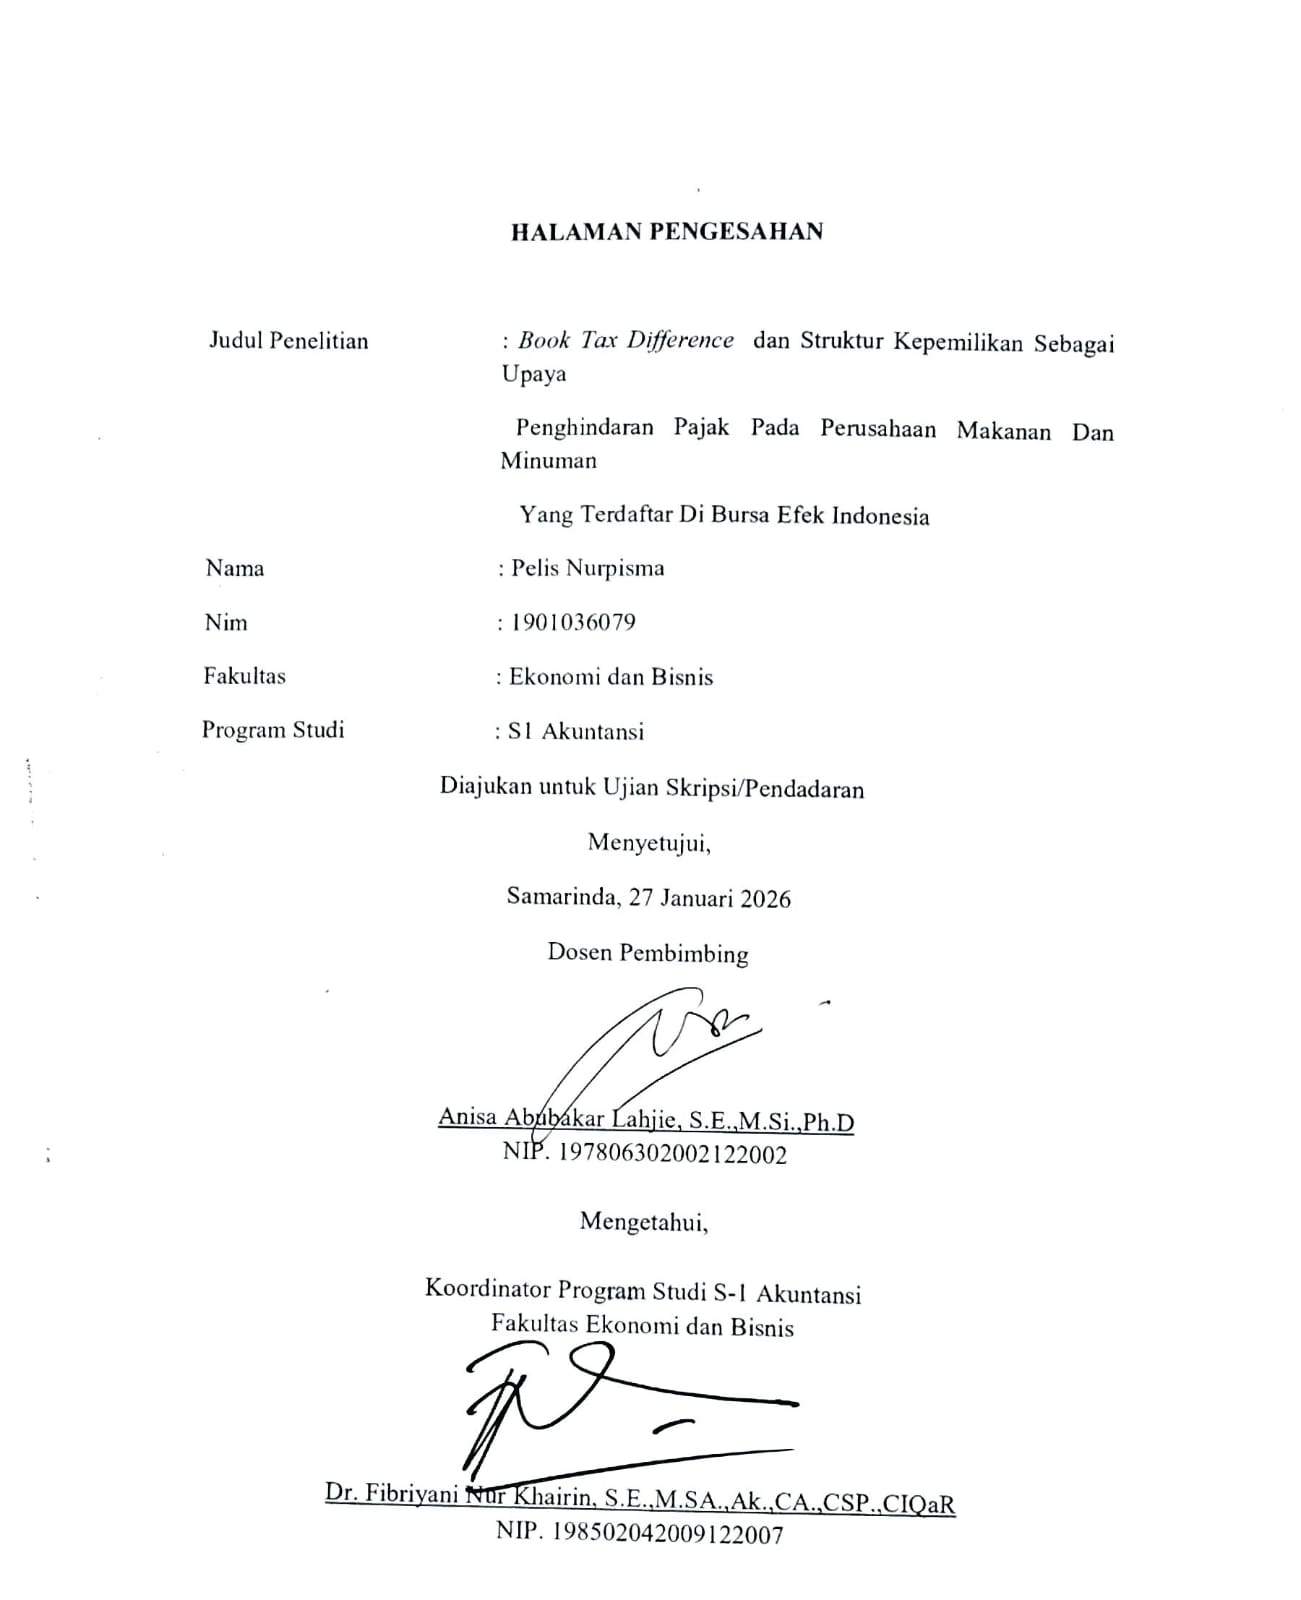 HALAMAN PENGESAHAN
Judul Penelitian : Book Tax Difference dan Struktur Kepemilikan Sebagai
Upaya
Penghindaran Pajak Pada Perusahaan Makanan Dan
Minuman
Yang Terdaftar Di Bursa Efek Indonesia
Nama : Pelis Nurpisma
Nim : 1901036079
Fakultas : Ekonomi dan Bisnis
Program Studi : S1 Akuntansi
Diajukan untuk Ujian Skripsi/Pendadaran
Menyetujui,
Samarinda, 27 Januari 2026
Dosen Pembimbing
Anisa Abubakar Lahjie, S.E.,M.Si.,Ph.D
NIP. 197806302002122002
Mengetahui,
Koordinator Program Studi S-1 Akuntansi
Fakultas Ekonomi dan Bisnis
Dr. Fibriyani Nur Khairin, S.E.,M.SA.,Ak.,CA.,CSP.,CIQaR
NIP. 198502042009122007